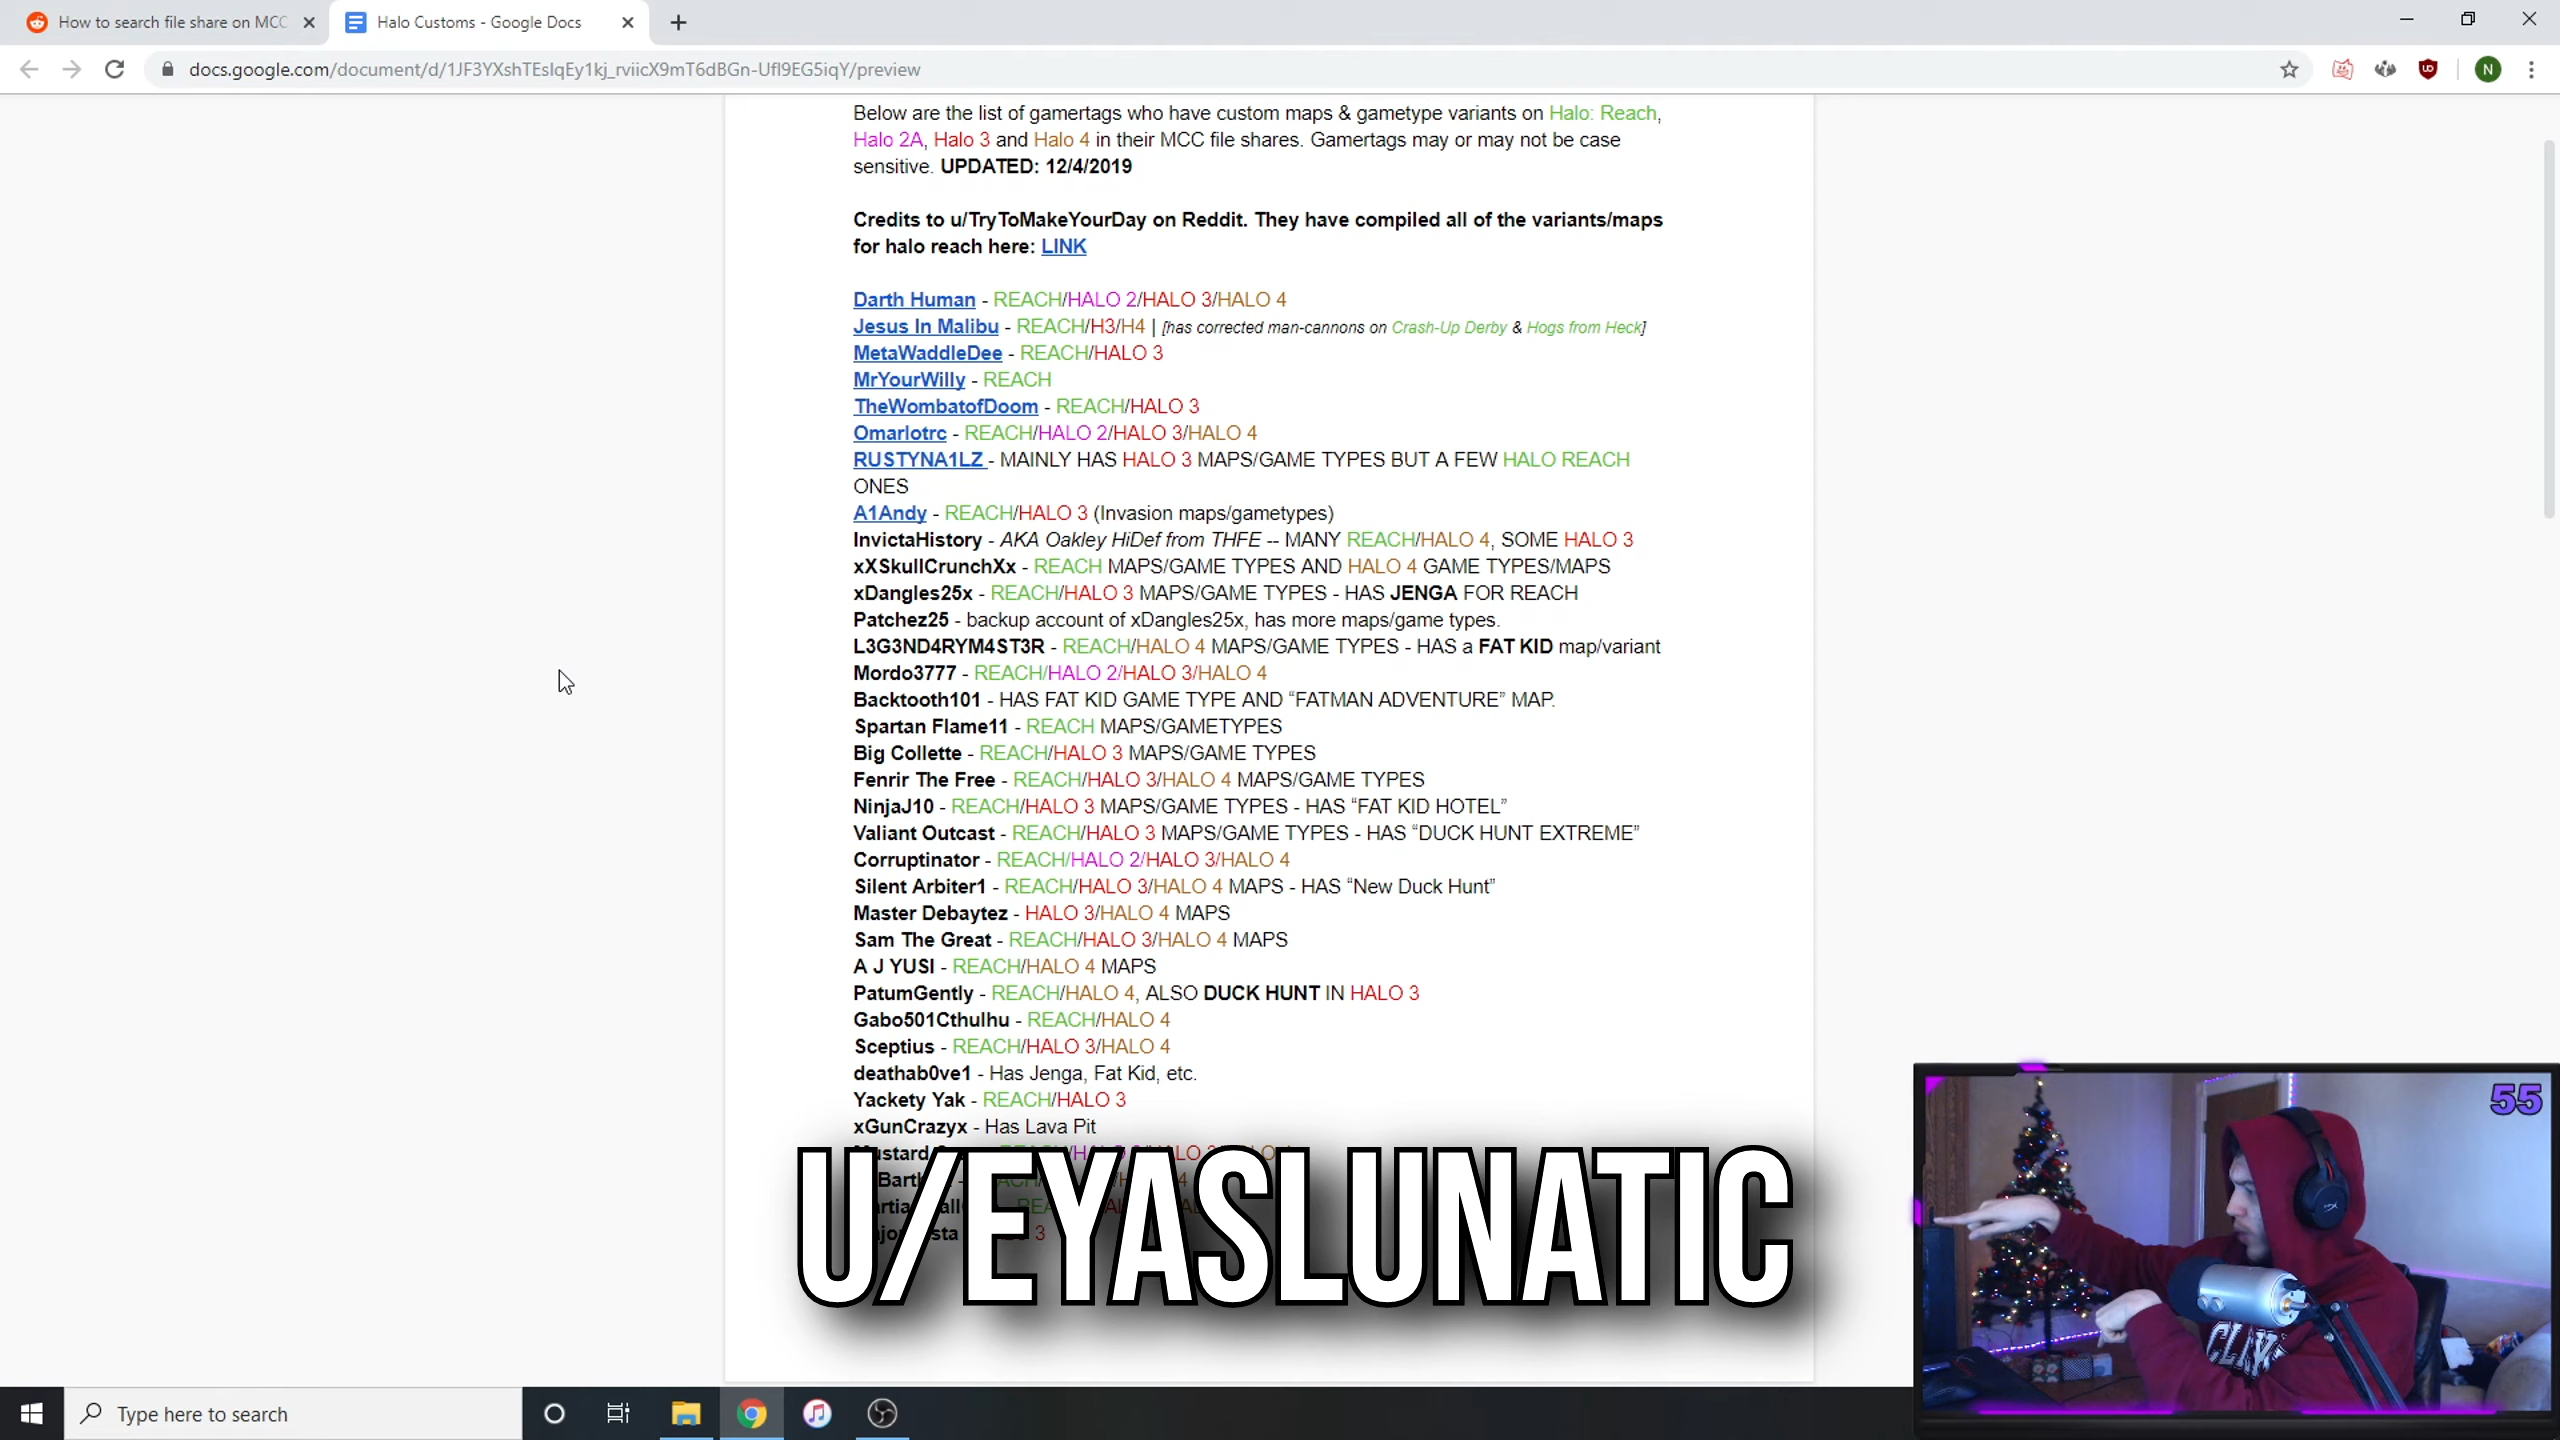 How to search file share on MCC
Halo Customs - Google Docs
docs.google.com/document/d/1JF3YXshTEsIqEy1kj_rviicX9mT6dBGn-Ufl9EG5iqY/preview
N
Below are the list of gamertags who have custom maps & gametype variants on Halo: Reach,
Halo 2A, Halo 3 and Halo 4 in their MCC file shares. Gamertags may or may not be case
sensitive. UPDATED: 12/4/2019
Credits to u/TryToMakeYourDay on Reddit. They have compiled all of the variants/maps
for halo reach here: LINK
Darth Human - REACH/HALO 2/HALO 3/HALO 4
Jesus In Malibu - REACH/H3/H4 | [has corrected man-cannons on Crash-Up Derby & Hogs from Heck]
MetaWaddleDee - REACH/HALO 3
MrYourWilly - REACH
TheWombatofDoom - REACH/HALO 3
Omarlotrc - REACH/HALO 2/HALO 3/HALO 4
RUSTYNA1LZ - MAINLY HAS HALO 3 MAPS/GAME TYPES BUT A FEW HALO REACH
ONES
A1Andy - REACH/HALO 3 (Invasion maps/gametypes)
InvictaHistory - AKA Oakley HiDef from THFE -- MANY REACH/HALO 4, SOME HALO 3
xXSkullCrunchXx - REACH MAPS/GAME TYPES AND HALO 4 GAME TYPES/MAPS
xDangles25x - REACH/HALO 3 MAPS/GAME TYPES - HAS JENGA FOR REACH
Patchez25 - backup account of xDangles25x, has more maps/game types.
L3G3ND4RYM4ST3R - REACH/HALO 4 MAPS/GAME TYPES - HAS a FAT KID map/variant
Mordo3777 - REACH/HALO 2/HALO 3/HALO 4
Backtooth101 - HAS FAT KID GAME TYPE AND “FATMAN ADVENTURE” MAP.
Spartan Flame11 - REACH MAPS/GAMETYPES
Big Collette - REACH/HALO 3 MAPS/GAME TYPES
Fenrir The Free - REACH/HALO 3/HALO 4 MAPS/GAME TYPES
NinjaJ10 - REACH/HALO 3 MAPS/GAME TYPES - HAS “FAT KID HOTEL”
Valiant Outcast - REACH/HALO 3 MAPS/GAME TYPES - HAS “DUCK HUNT EXTREME”
Corruptinator - REACH/HALO 2/HALO 3/HALO 4
Silent Arbiter1 - REACH/HALO 3/HALO 4 MAPS - HAS “New Duck Hunt”
Master Debaytez - HALO 3/HALO 4 MAPS
Sam The Great - REACH/HALO 3/HALO 4 MAPS
A J YUSI - REACH/HALO 4 MAPS
PatumGently - REACH/HALO 4, ALSO DUCK HUNT IN HALO 3
Gabo501Cthulhu - REACH/HALO 4
Sceptius - REACH/HALO 3/HALO 4
deathab0ve1 - Has Jenga, Fat Kid, etc.
Yackety Yak - REACH/HALO 3
xGunCrazyx - Has Lava Pit
U/EYASLUNATIC
55
Type here to search